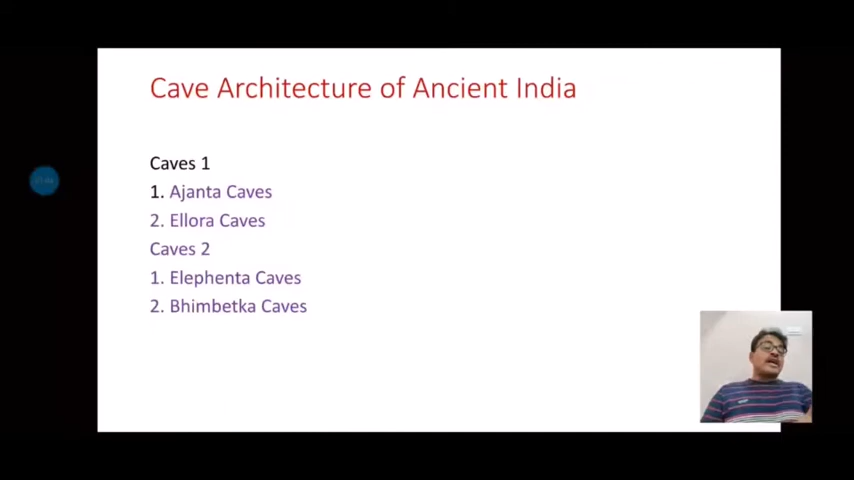 Cave Architecture of Ancient India
Caves 1
1. Ajanta Caves
2. Ellora Caves
Caves 2
1. Elephenta Caves
2. Bhimbetka Caves